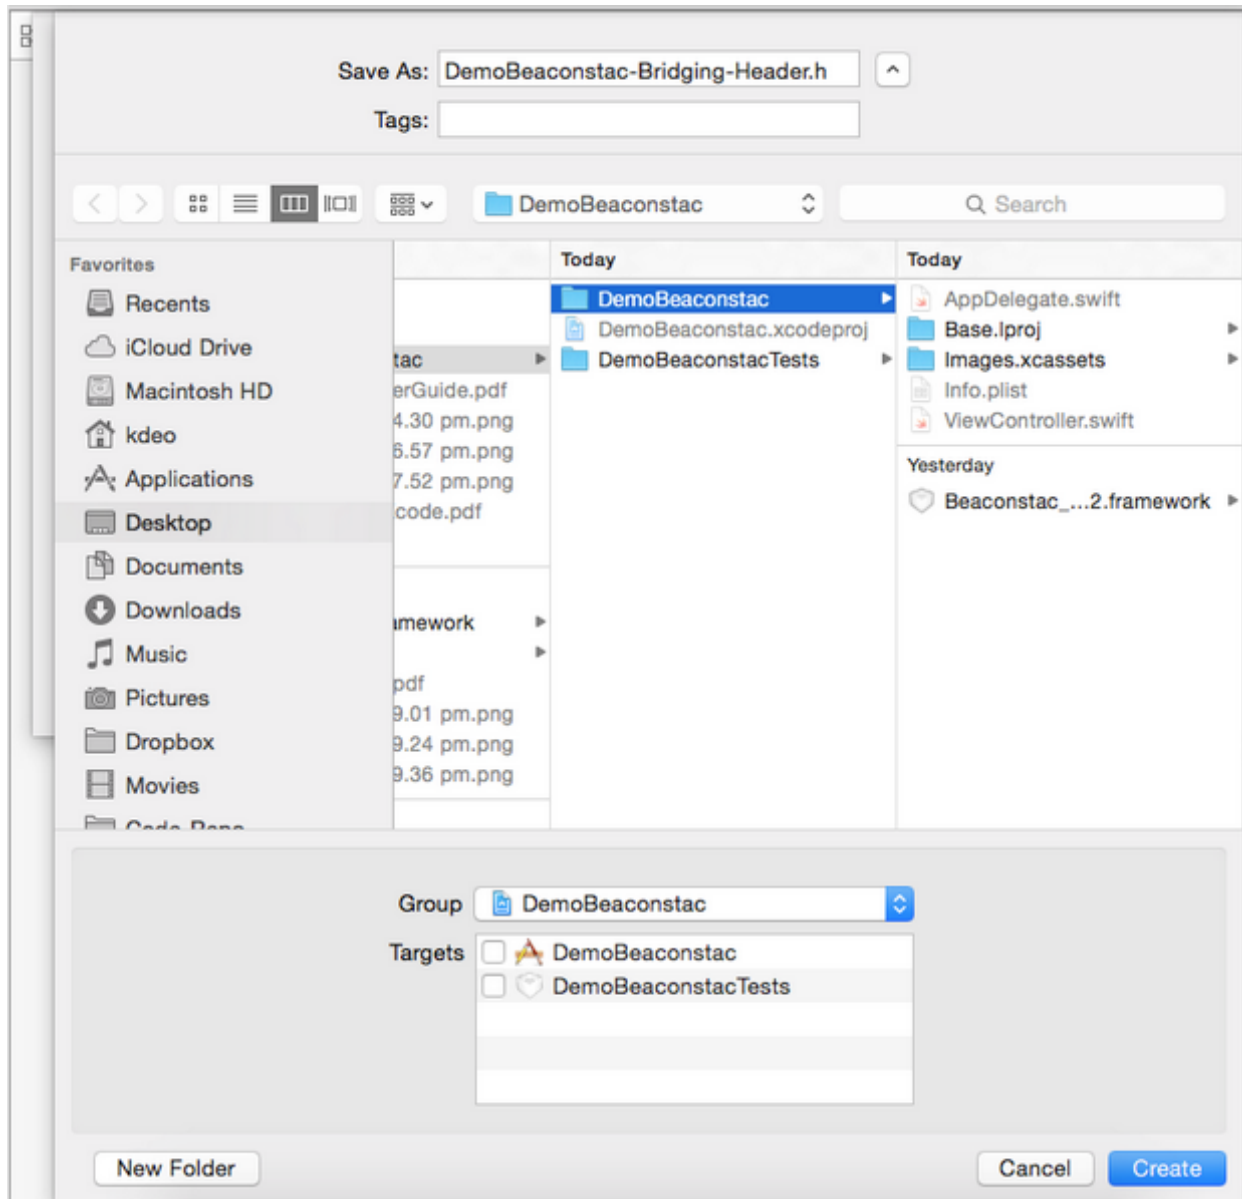 Save As: DemoBeaconstac-Bridging-Header.h
Tags:
DemoBeaconstac
Search
Favorites
Recents
iCloud Drive
Macintosh HD
kdeo
Applications
Desktop
Documents
Downloads
Music
Pictures
Dropbox
Movies
tac
erGuide.pdf
4.30 pm.png
6.57 pm.png
7.52 pm.png
code.pdf
amework
pdf
9.01 pm.png
9.24 pm.png
9.36 pm.png
Today
DemoBeaconstac
DemoBeaconstac.xcodeproj
DemoBeaconstacTests
Today
AppDelegate.swift
Base.lproj
Images.xcassets
Info.plist
ViewController.swift
Yesterday
Beaconstac_...2.framework
Group DemoBeaconstac
Targets DemoBeaconstac
DemoBeaconstacTests
New Folder Cancel Create